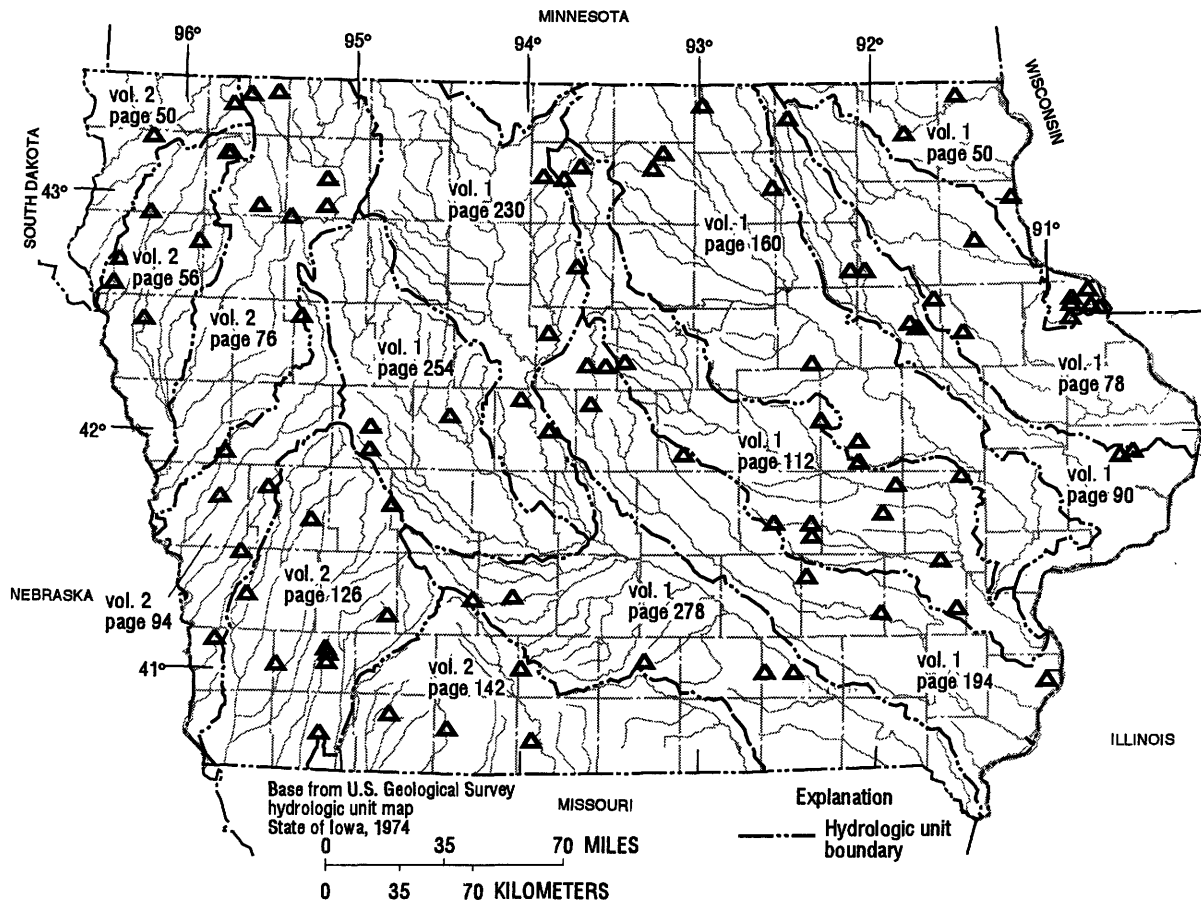 MINNESOTA
96°
95°
94°
93°
92°
WISCONSIN
vol. 2
page 50
vol. 1
page 50
SOUTH DAKOTA
43°
vol. 1
page 230
vol. 1
page 160
91°
vol. 2
page 56
vol. 2
page 76
vol. 1
page 254
vol. 1
page 78
42°
vol. 1
page 112
vol. 1
page 90
NEBRASKA
vol. 2
page 94
vol. 2
page 126
vol. 1
page 278
41°
vol. 2
page 142
vol. 1
page 194
ILLINOIS
Base from U.S. Geological Survey
hydrologic unit map
State of Iowa, 1974
MISSOURI
Explanation
Hydrologic unit
boundary
0 35 70 MILES
0 35 70 KILOMETERS